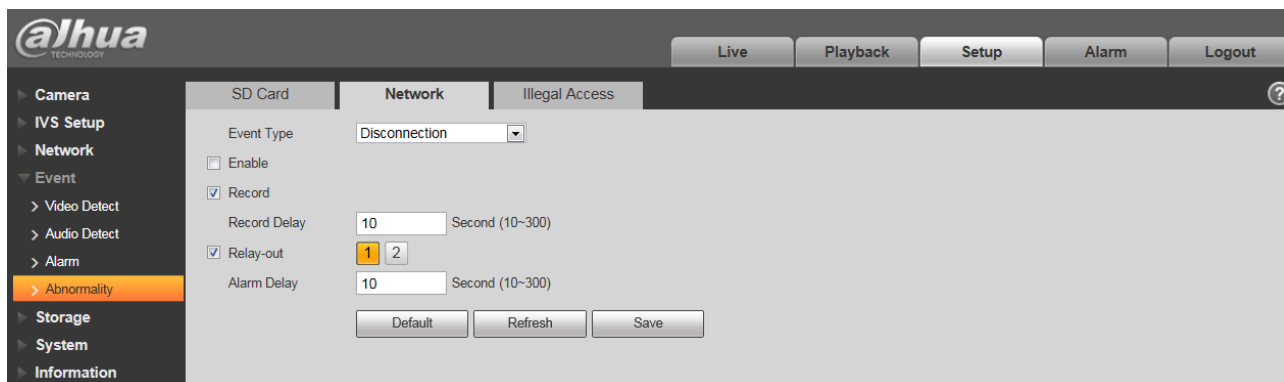 alhua
TECHNOLOGY
Live Playback Setup Alarm Logout
Camera
IVS Setup
Network
Event
Video Detect
Audio Detect
Alarm
Abnormality
Storage
System
Information
SD Card Network Illegal Access
?
Event Type Disconnection
Enable
Record
Record Delay 10 Second (10~300)
Relay-out 1 2
Alarm Delay 10 Second (10~300)
Default Refresh Save